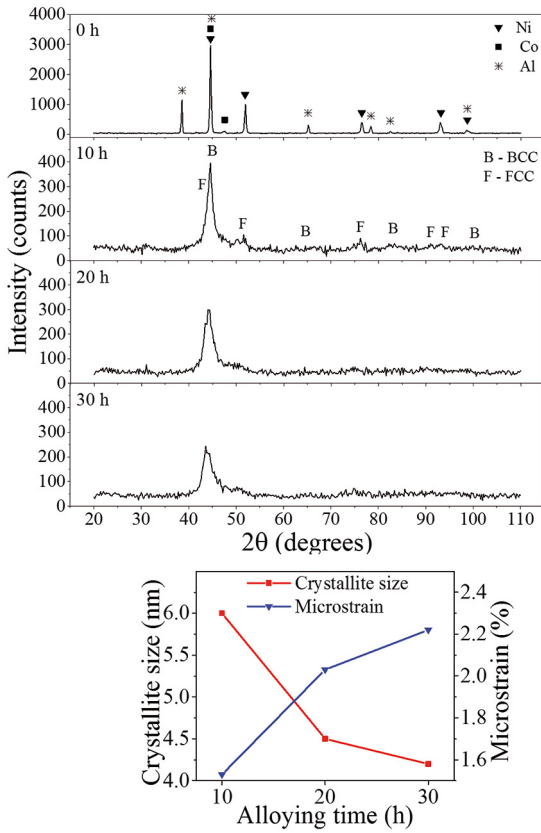 4000
3000
2000
1000
0
0 h
▼ Ni
■ Co
✳ Al
400
300
200
100
0
10 h
B - BCC
F - FCC
B
F
F
B
F
B
F F
B
400
300
200
100
0
20 h
400
300
200
100
0
30 h
Intensity (counts)
20 30 40 50 60 70 80 90 100 110
2θ (degrees)
Crystallite size
Microstrain
6.0
5.5
5.0
4.5
4.0
Crystallite size (nm)
2.4
2.2
2.0
1.8
1.6
Microstrain (%)
10 20 30
Alloying time (h)